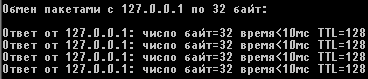 Обмен пакетами с 127.0.0.1 по 32 байт:
Ответ от 127.0.0.1: число байт=32 время<10мс TTL=128
Ответ от 127.0.0.1: число байт=32 время<10мс TTL=128
Ответ от 127.0.0.1: число байт=32 время<10мс TTL=128
Ответ от 127.0.0.1: число байт=32 время<10мс TTL=128